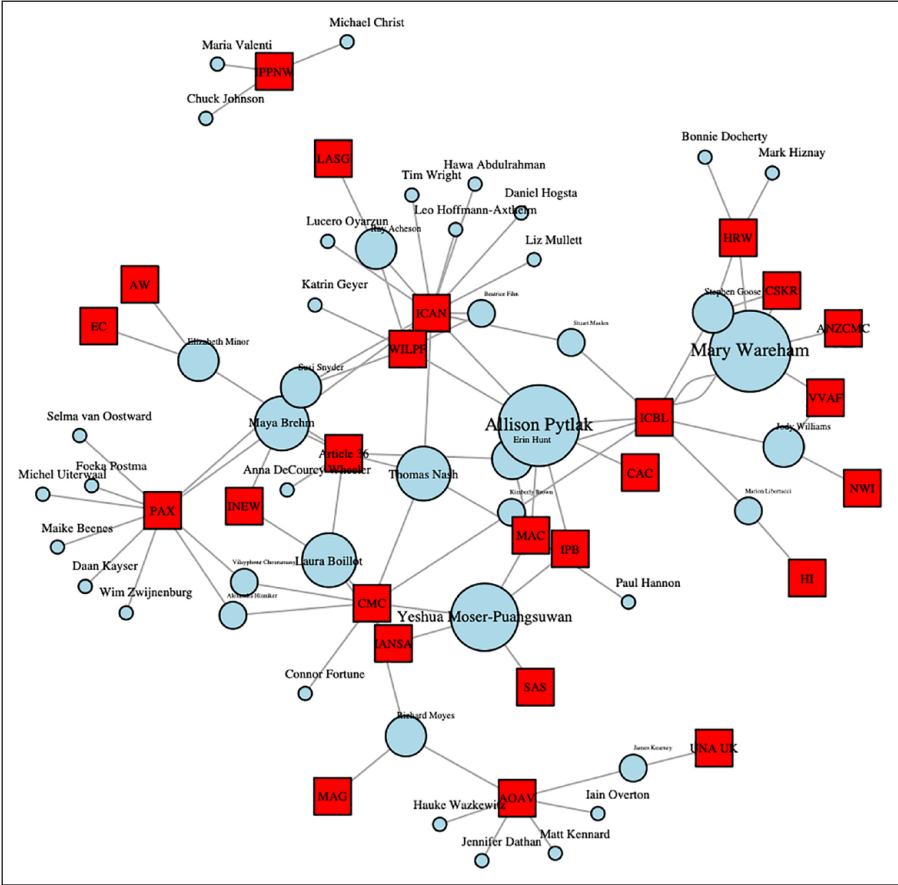 Michael Christ
Maria Valenti
IPPNW
Chuck Johnson
Bonnie Docherty
Mark Hiznay
LASG
Hawa Abdulrahman
Tim Wright
Daniel Hogsta
Leo Hoffmann-Axthelm
Lucero Oyarzun
Ray Acheson
HRW
Liz Mullett
AW
Katrin Geyer
Beatrice Fihn
Stephen Goose
CSKR
ICAN
EC
Stuart Maslen
ANZCMC
Elizabeth Minor
WILPF
Mary Wareham
Susi Snyder
VVAF
Selma van Oostward
Maya Brehm
Allison Pytlak
ICBL
Jody Williams
Erin Hunt
Article 36
Michel Uiterwaal
Focka Postma
Anna DeCourcy Wheeler
Thomas Nash
CAC
NWI
Kimberly Brown
Marion Libertucci
PAX
INEW
Maike Beenes
MAC
IPB
Daan Kayser
Laura Boillot
HI
Wim Zwijnenburg
Paul Hannon
CMC
Yeshua Moser-Puangsuwan
IANSA
Connor Fortune
SAS
Richard Moyes
James Kearney
UNA UK
MAG
AOAV
Iain Overton
Hauke Wazkewitz
Jennifer Dathan
Matt Kennard